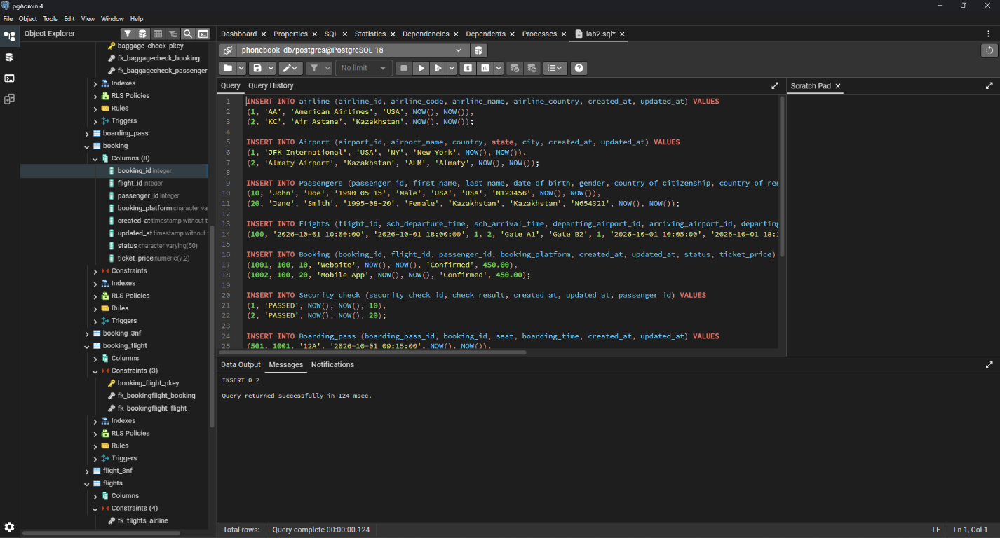 pgAdmin 4
File Object Tools Edit View Window Help
Object Explorer
baggage_check_pkey
fk_baggagecheck_booking
fk_baggagecheck_passenger
Indexes
RLS Policies
Rules
Triggers
boarding_pass
booking
Columns (8)
booking_id integer
flight_id integer
passenger_id integer
booking_platform character va
created_at timestamp without t
updated_at timestamp without
status character varying(50)
ticket_price numeric(7,2)
Constraints
Indexes
RLS Policies
Rules
Triggers
booking_3nf
booking_flight
Columns
Constraints (3)
booking_flight_pkey
fk_bookingflight_booking
fk_bookingflight_flight
Indexes
RLS Policies
Rules
Triggers
flight_3nf
flights
Columns
Constraints (4)
fk_flights_airline
Dashboard Properties SQL Statistics Dependencies Dependents Processes lab2.sql*
phonebook_db/postgres@PostgreSQL 18
No limit
Query Query History
Scratch Pad
1 INSERT INTO airline (airline_id, airline_code, airline_name, airline_country, created_at, updated_at) VALUES
2 (1, 'AA', 'American Airlines', 'USA', NOW(), NOW()),
3 (2, 'KC', 'Air Astana', 'Kazakhstan', NOW(), NOW());
4
5 INSERT INTO Airport (airport_id, airport_name, country, state, city, created_at, updated_at) VALUES
6 (1, 'JFK International', 'USA', 'NY', 'New York', NOW(), NOW()),
7 (2, 'Almaty Airport', 'Kazakhstan', 'ALM', 'Almaty', NOW(), NOW());
8
9 INSERT INTO Passengers (passenger_id, first_name, last_name, date_of_birth, gender, country_of_citizenship, country_of_res
10 (10, 'John', 'Doe', '1990-05-15', 'Male', 'USA', 'USA', 'N123456', NOW(), NOW()),
11 (20, 'Jane', 'Smith', '1995-08-20', 'Female', 'Kazakhstan', 'Kazakhstan', 'N654321', NOW(), NOW());
12
13 INSERT INTO Flights (flight_id, sch_departure_time, sch_arrival_time, departing_airport_id, arriving_airport_id, departing
14 (100, '2026-10-01 10:00:00', '2026-10-01 18:00:00', 1, 2, 'Gate A1', 'Gate B2', 1, '2026-10-01 10:05:00', '2026-10-01 18:1
15
16 INSERT INTO Booking (booking_id, flight_id, passenger_id, booking_platform, created_at, updated_at, status, ticket_price)
17 (1001, 100, 10, 'Website', NOW(), NOW(), 'Confirmed', 450.00),
18 (1002, 100, 20, 'Mobile App', NOW(), NOW(), 'Confirmed', 450.00);
19
20 INSERT INTO Security_check (security_check_id, check_result, created_at, updated_at, passenger_id) VALUES
21 (1, 'PASSED', NOW(), NOW(), 10),
22 (2, 'PASSED', NOW(), NOW(), 20);
23
24 INSERT INTO Boarding_pass (boarding_pass_id, booking_id, seat, boarding_time, created_at, updated_at) VALUES
25 (501, 1001, '12A', '2026-10-01 09:15:00', NOW(), NOW()),
Data Output Messages Notifications
INSERT 0 2
Query returned successfully in 124 msec.
Total rows: Query complete 00:00:00.124
LF Ln 1, Col 1